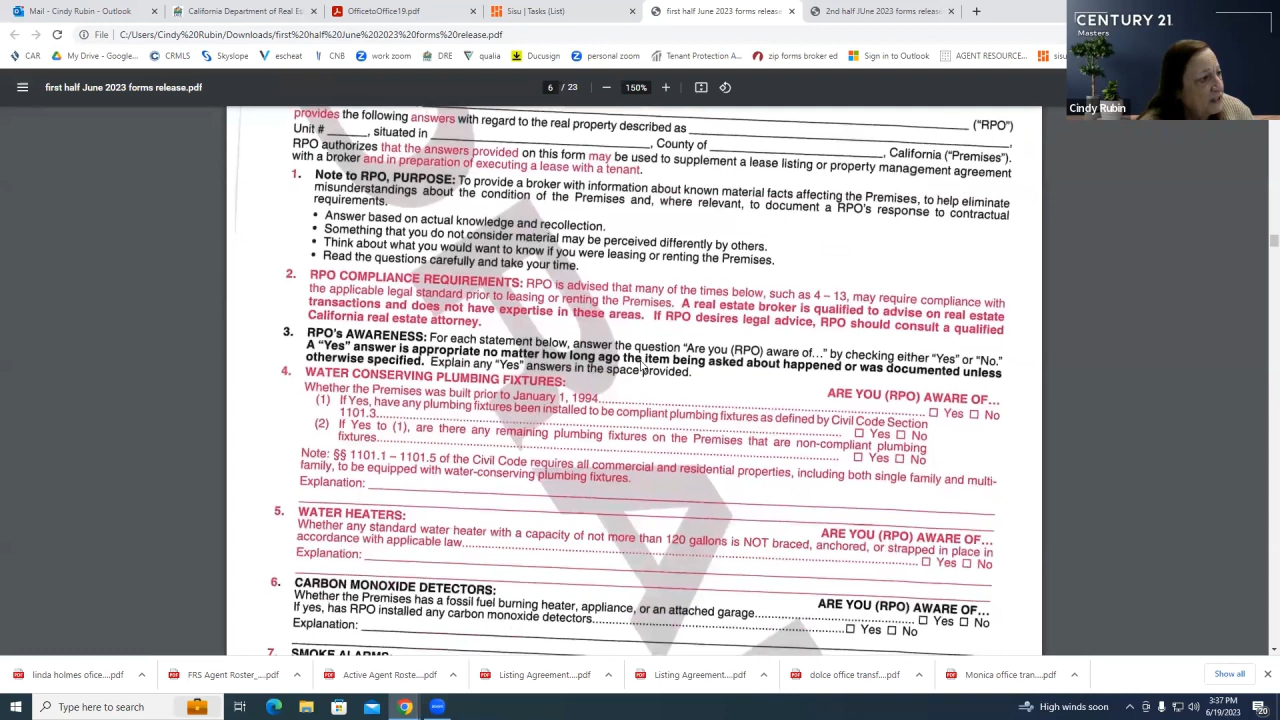 Mail - Cindy Rubin - Outlook
California Department of Real Est
OfficetoOffice19.pdf
Sisu | Tasks (List)
first half June 2023 forms release
2nd half JUne 2023 forms release
File
C:/Users/Cindy%20Rubin/Downloads/first%20half%20June%20%202023%20forms%20release.pdf
CAR
My Drive - Google...
CRMLS
Skyslope
escheat
CNB
zoom work
DRE
qualia
Ducusign
personal zoom
Tenant Protection A...
zip forms broker ed
Sign in to Outlook
AGENT RESOURCE...
sisu
CENTURY 21
Masters
Cindy Rubin
first half June 2023 forms release.pdf
6 / 23
150%
provides the following answers with regard to the real property described as ("RPO")
Unit # , situated in , County of , California ("Premises").
RPO authorizes that the answers provided on this form may be used to supplement a lease listing or property management agreement
with a broker and in preparation of executing a lease with a tenant.
1. Note to RPO, PURPOSE: To provide a broker with information about known material facts affecting the Premises, to help eliminate
misunderstandings about the condition of the Premises and, where relevant, to document a RPO's response to contractual
requirements.
• Answer based on actual knowledge and recollection.
• Something that you do not consider material may be perceived differently by others.
• Think about what you would want to know if you were leasing or renting the Premises.
• Read the questions carefully and take your time.
2. RPO COMPLIANCE REQUIREMENTS: RPO is advised that many of the times below, such as 4 – 13, may require compliance with
the applicable legal standard prior to leasing or renting the Premises. A real estate broker is qualified to advise on real estate
transactions and does not have expertise in these areas. If RPO desires legal advice, RPO should consult a qualified
California real estate attorney.
3. RPO's AWARENESS: For each statement below, answer the question "Are you (RPO) aware of..." by checking either "Yes" or "No."
A "Yes" answer is appropriate no matter how long ago the item being asked about happened or was documented unless
otherwise specified. Explain any "Yes" answers in the space provided.
4. WATER CONSERVING PLUMBING FIXTURES: ARE YOU (RPO) AWARE OF...
Whether the Premises was built prior to January 1, 1994 ☐ Yes ☐ No
(1) If Yes, have any plumbing fixtures been installed to be compliant plumbing fixtures as defined by Civil Code Section
1101.3 ☐ Yes ☐ No
(2) If Yes to (1), are there any remaining plumbing fixtures on the Premises that are non-compliant plumbing
fixtures ☐ Yes ☐ No
Note: §§ 1101.1 – 1101.5 of the Civil Code requires all commercial and residential properties, including both single family and multi-
family, to be equipped with water-conserving plumbing fixtures.
Explanation:
5. WATER HEATERS: ARE YOU (RPO) AWARE OF...
Whether any standard water heater with a capacity of not more than 120 gallons is NOT braced, anchored, or strapped in place in
accordance with applicable law ☐ Yes ☐ No
Explanation:
6. CARBON MONOXIDE DETECTORS: ARE YOU (RPO) AWARE OF...
Whether the Premises has a fossil fuel burning heater, appliance, or an attached garage ☐ Yes ☐ No
If yes, has RPO installed any carbon monoxide detectors ☐ Yes ☐ No
Explanation:
7. SMOKE ALARMS:
linda holmes ofice....pdf
FRS Agent Roster_...pdf
Active Agent Roste....pdf
Listing Agreement....pdf
Listing Agreement....pdf
dolce office transf....pdf
Monica office tran....pdf
Show all
Type here to search
High winds soon
3:37 PM
6/19/2023
20